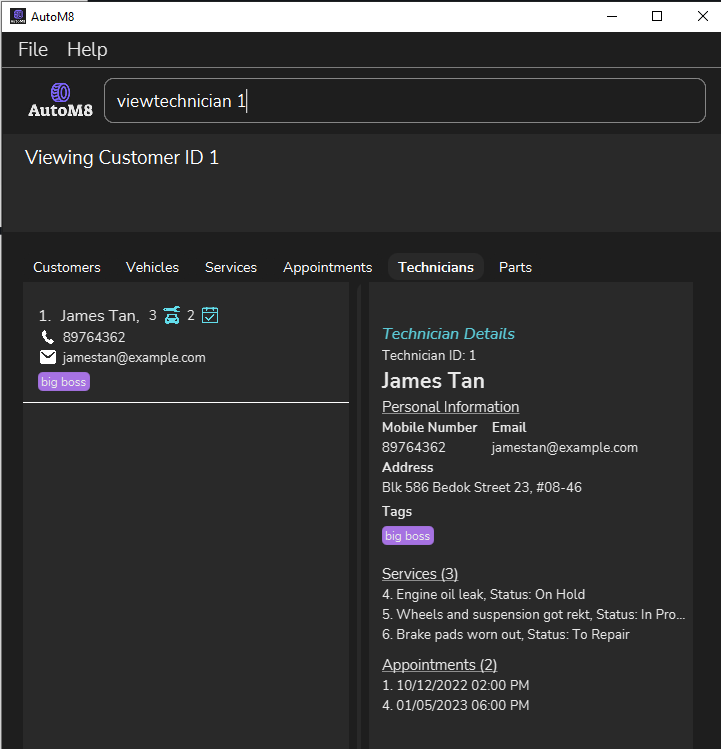 AutoM8
File Help
AutoM8
viewtechnician 1
Viewing Customer ID 1
Customers Vehicles Services Appointments Technicians Parts
1. James Tan, 3 2
89764362
jamestan@example.com
big boss
Technician Details
Technician ID: 1
James Tan
Personal Information
Mobile Number Email
89764362 jamestan@example.com
Address
Blk 586 Bedok Street 23, #08-46
Tags
big boss
Services (3)
4. Engine oil leak, Status: On Hold
5. Wheels and suspension got rekt, Status: In Pro...
6. Brake pads worn out, Status: To Repair
Appointments (2)
1. 10/12/2022 02:00 PM
4. 01/05/2023 06:00 PM